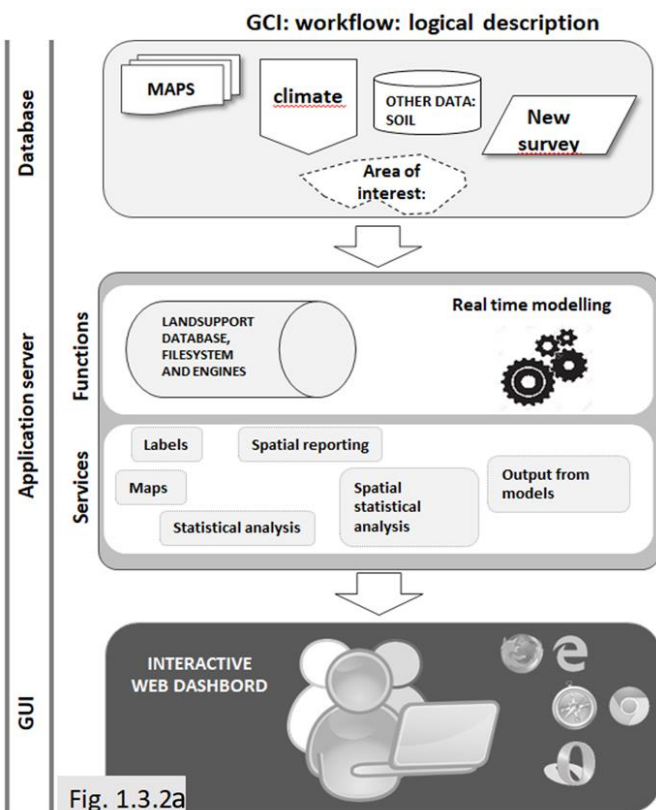 GCI: workflow: logical description
Database
MAPS
climate
OTHER DATA:
SOIL
New
survey
Area of
interest:
Application server
Functions
LANDSUPPORT
DATABASE,
FILESYSTEM
AND ENGINES
Real time modelling
Services
Labels
Spatial reporting
Maps
Spatial
statistical
analysis
Output from
models
Statistical analysis
GUI
INTERACTIVE
WEB DASHBORD
Fig. 1.3.2a